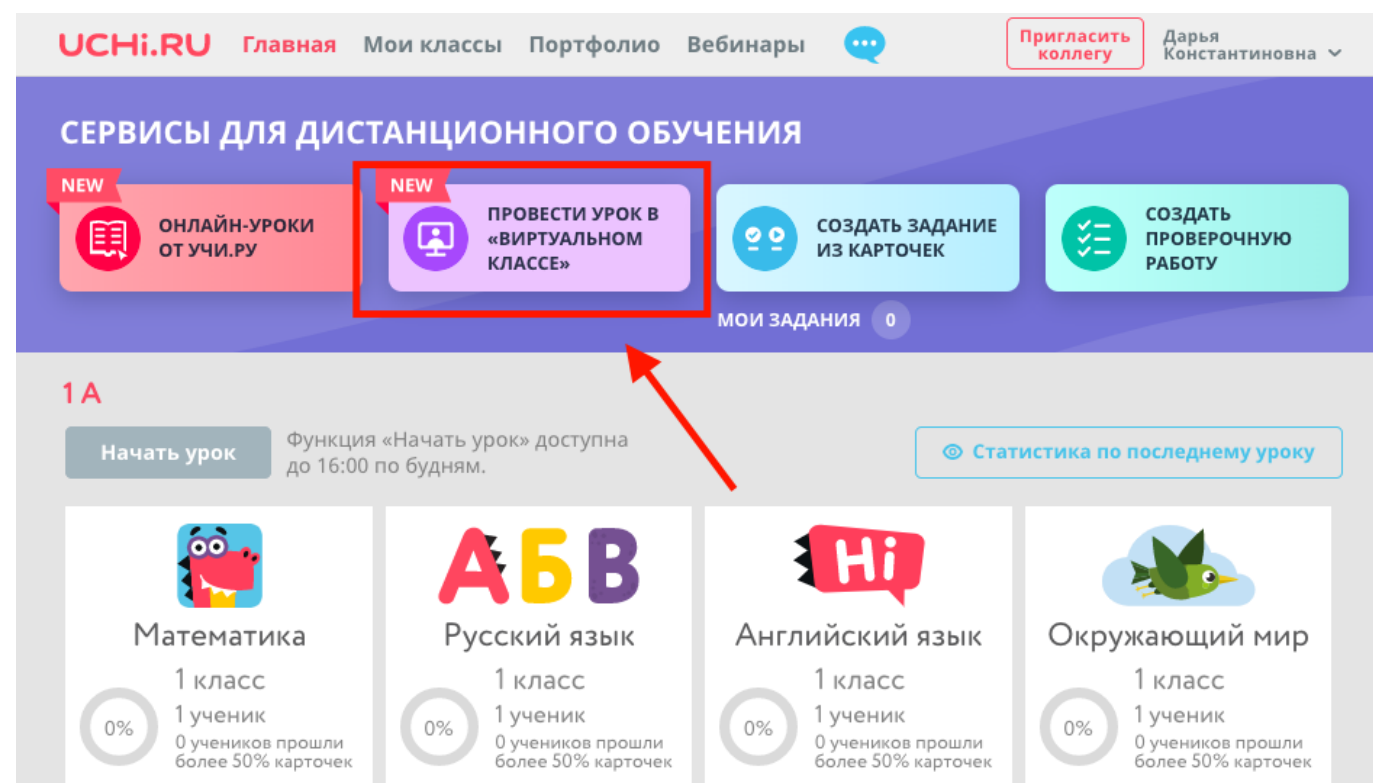 UCHi.RU Главная Мои классы Портфолио Вебинары
Пригласить
коллегу
Дарья
Константиновна
СЕРВИСЫ ДЛЯ ДИСТАНЦИОННОГО ОБУЧЕНИЯ
NEW
ОНЛАЙН-УРОКИ
ОТ УЧИ.РУ
NEW
ПРОВЕСТИ УРОК В
«ВИРТУАЛЬНОМ
КЛАССЕ»
СОЗДАТЬ ЗАДАНИЕ
ИЗ КАРТОЧЕК
СОЗДАТЬ
ПРОВЕРОЧНУЮ
РАБОТУ
МОИ ЗАДАНИЯ 0
1 А
Начать урок
Функция «Начать урок» доступна
до 16:00 по будням.
Статистика по последнему уроку
Математика
1 класс
0%
1 ученик
0 учеников прошли
более 50% карточек
АБВ
Русский язык
1 класс
0%
1 ученик
0 учеников прошли
более 50% карточек
Hi
Английский язык
1 класс
0%
1 ученик
0 учеников прошли
более 50% карточек
Окружающий мир
1 класс
0%
1 ученик
0 учеников прошли
более 50% карточек